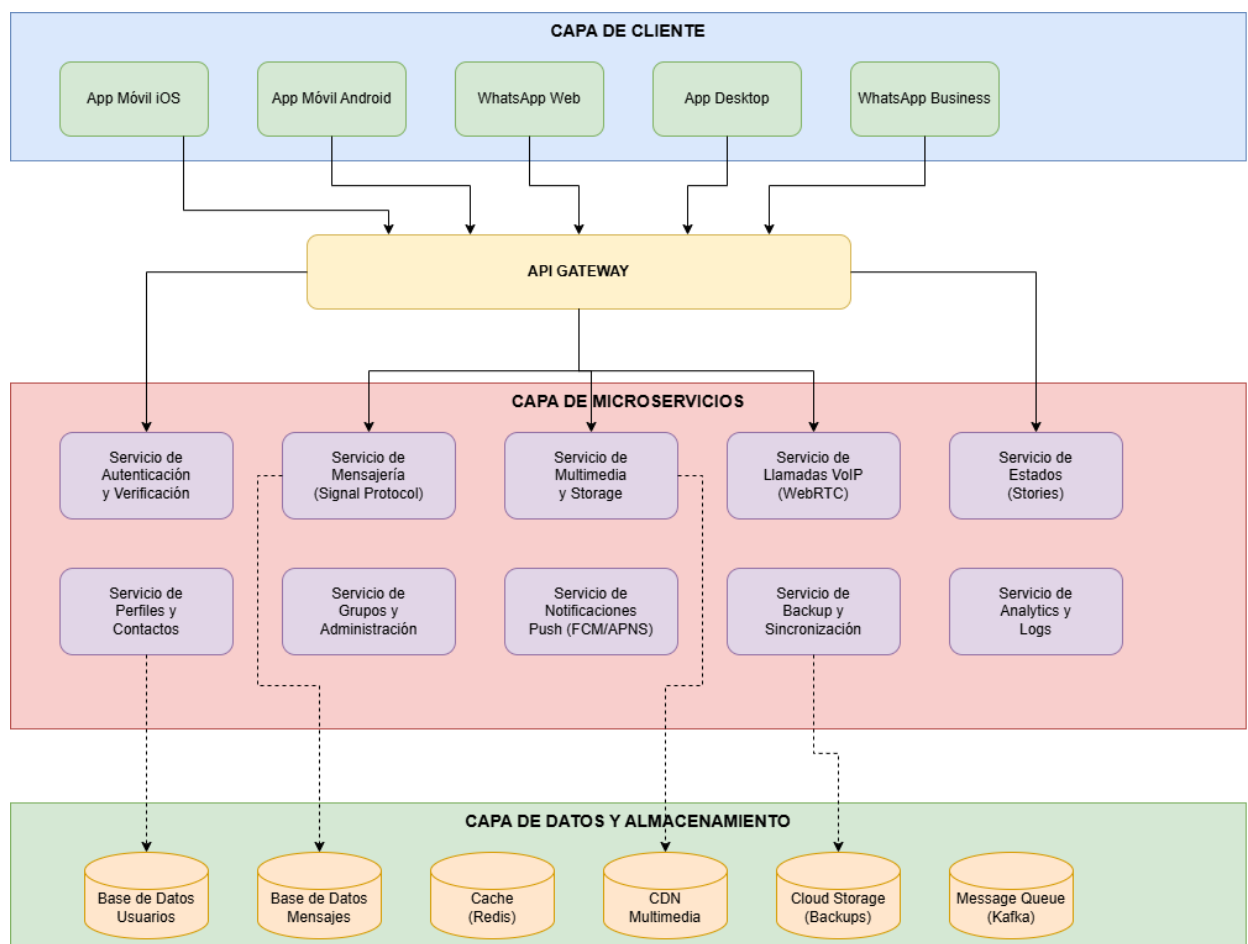 CAPA DE CLIENTE
App Móvil iOS
App Móvil Android
WhatsApp Web
App Desktop
WhatsApp Business
API GATEWAY
CAPA DE MICROSERVICIOS
Servicio de
Autenticación
y Verificación
Servicio de
Mensajería
(Signal Protocol)
Servicio de
Multimedia
y Storage
Servicio de
Llamadas VoIP
(WebRTC)
Servicio de
Estados
(Stories)
Servicio de
Perfiles y
Contactos
Servicio de
Grupos y
Administración
Servicio de
Notificaciones
Push (FCM/APNS)
Servicio de
Backup y
Sincronización
Servicio de
Analytics y
Logs
CAPA DE DATOS Y ALMACENAMIENTO
Base de Datos
Usuarios
Base de Datos
Mensajes
Cache
(Redis)
CDN
Multimedia
Cloud Storage
(Backups)
Message Queue
(Kafka)